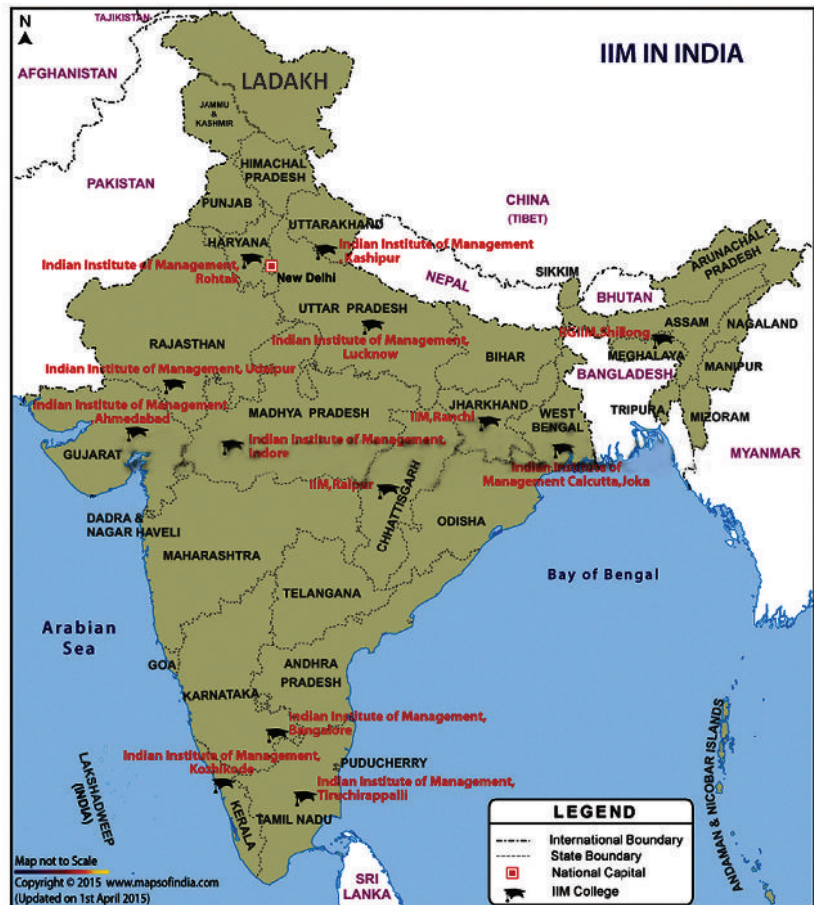 N
TAJIKISTAN
IIM IN INDIA
AFGHANISTAN
LADAKH
JAMMU
&
KASHMIR
HIMACHAL
PRADESH
PAKISTAN
PUNJAB
CHINA
(TIBET)
UTTARAKHAND
HARYANA
Indian Institute of Management
, Kashipur
Indian Institute of Management,
Rohtak
New Delhi
NEPAL
SIKKIM
ARUNACHAL
PRADESH
BHUTAN
UTTAR PRADESH
Indian Institute of Management,
Lucknow
RGIIM,Shillong
ASSAM
NAGALAND
RAJASTHAN
BIHAR
MEGHALAYA
MANIPUR
Indian Institute of Management, Udaipur
BANGLADESH
Indian Institute of Management
Ahmedabad
MADHYA PRADESH
JHARKHAND
IIM,Ranchi
WEST
BENGAL
TRIPURA
MIZORAM
Indian Institute of Management,
Indore
GUJARAT
MYANMAR
Indian Institute of
Management Calcutta,Joka
IIM,Raipur
CHHATTISGARH
ODISHA
DADRA &
NAGAR HAVELI
MAHARASHTRA
Bay of Bengal
TELANGANA
Arabian
Sea
GOA
ANDHRA
PRADESH
KARNATAKA
Indian Institute of Management,
Bangalore
Indian Institute of Management,
Kozhikode
PUDUCHERRY
Indian Institute of Management,
Tiruchirappalli
LAKSHADWEEP
(INDIA)
KERALA
TAMIL NADU
ANDAMAN & NICOBAR ISLANDS
SRI
LANKA
LEGEND
International Boundary
State Boundary
National Capital
IIM College
Map not to Scale
Copyright © 2015 www.mapsofindia.com
(Updated on 1st April 2015)